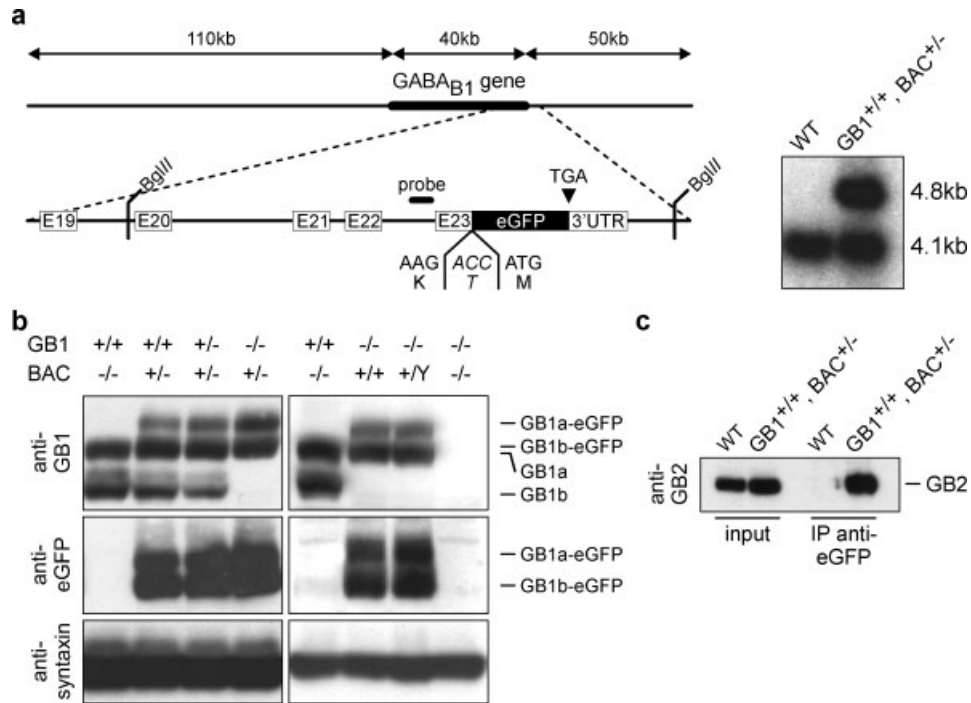 a
110kb 40kb 50kb
GABAB1 gene
BglII BglII
probe TGA
E19 E20 E21 E22 E23 eGFP 3'UTR
AAG ACC ATG
K T M
WT GB1+/+, BAC+/-
4.8kb
4.1kb
b
GB1 +/+ +/+ +/- -/- +/+ -/- -/- -/-
BAC -/- +/- +/- +/- -/- +/+ +/Y -/-
anti-GB1
GB1a-eGFP
GB1b-eGFP
GB1a
GB1b
anti-eGFP
GB1a-eGFP
GB1b-eGFP
anti-syntaxin
c
WT GB1+/+, BAC+/- WT GB1+/+, BAC+/-
anti-GB2
GB2
input IP anti-
eGFP